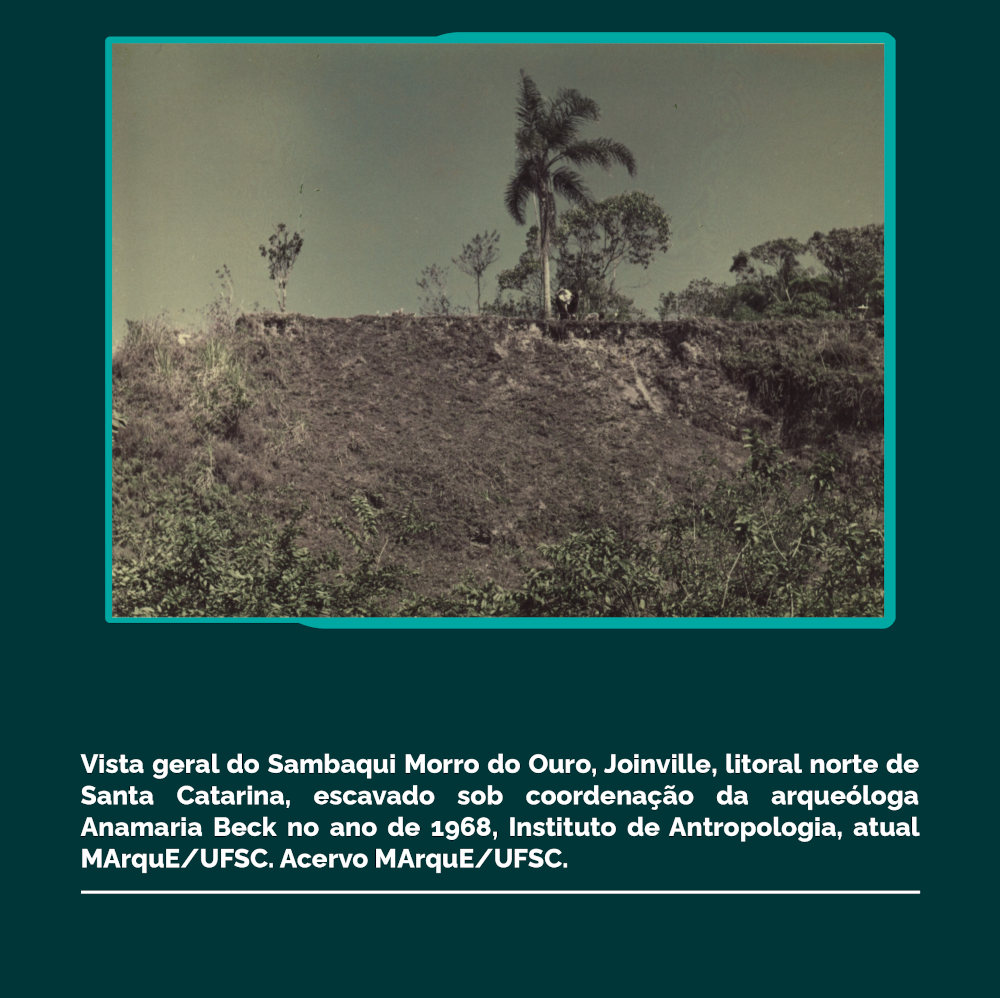 Vista geral do Sambaqui Morro do Ouro, Joinville, litoral norte de
Santa Catarina, escavado sob coordenação da arqueóloga
Anamaria Beck no ano de 1968, Instituto de Antropologia, atual
MArquE/UFSC. Acervo MArquE/UFSC.